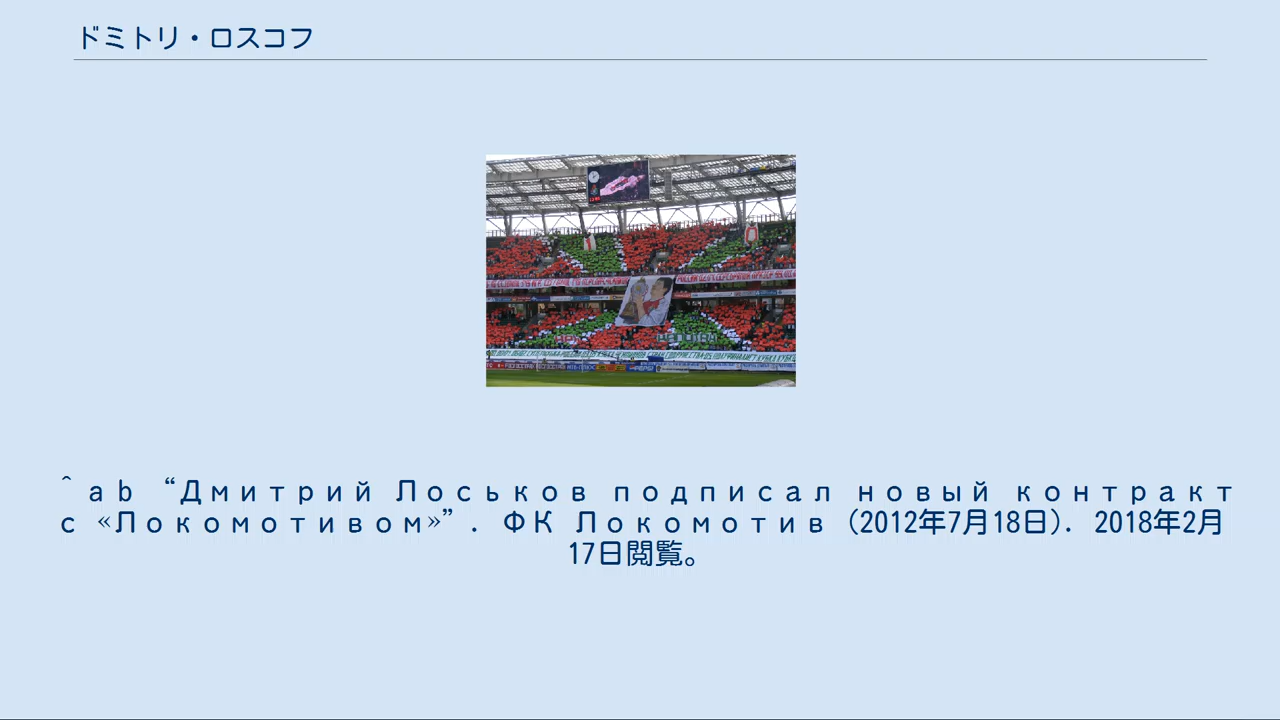 ドミトリ・ロスコフ
^ a b “Дмитрий Лоськов подписал новый контракт
с «Локомотивом»”. ФК Локомотив (2012年7月18日). 2018年2月
17日閲覧。